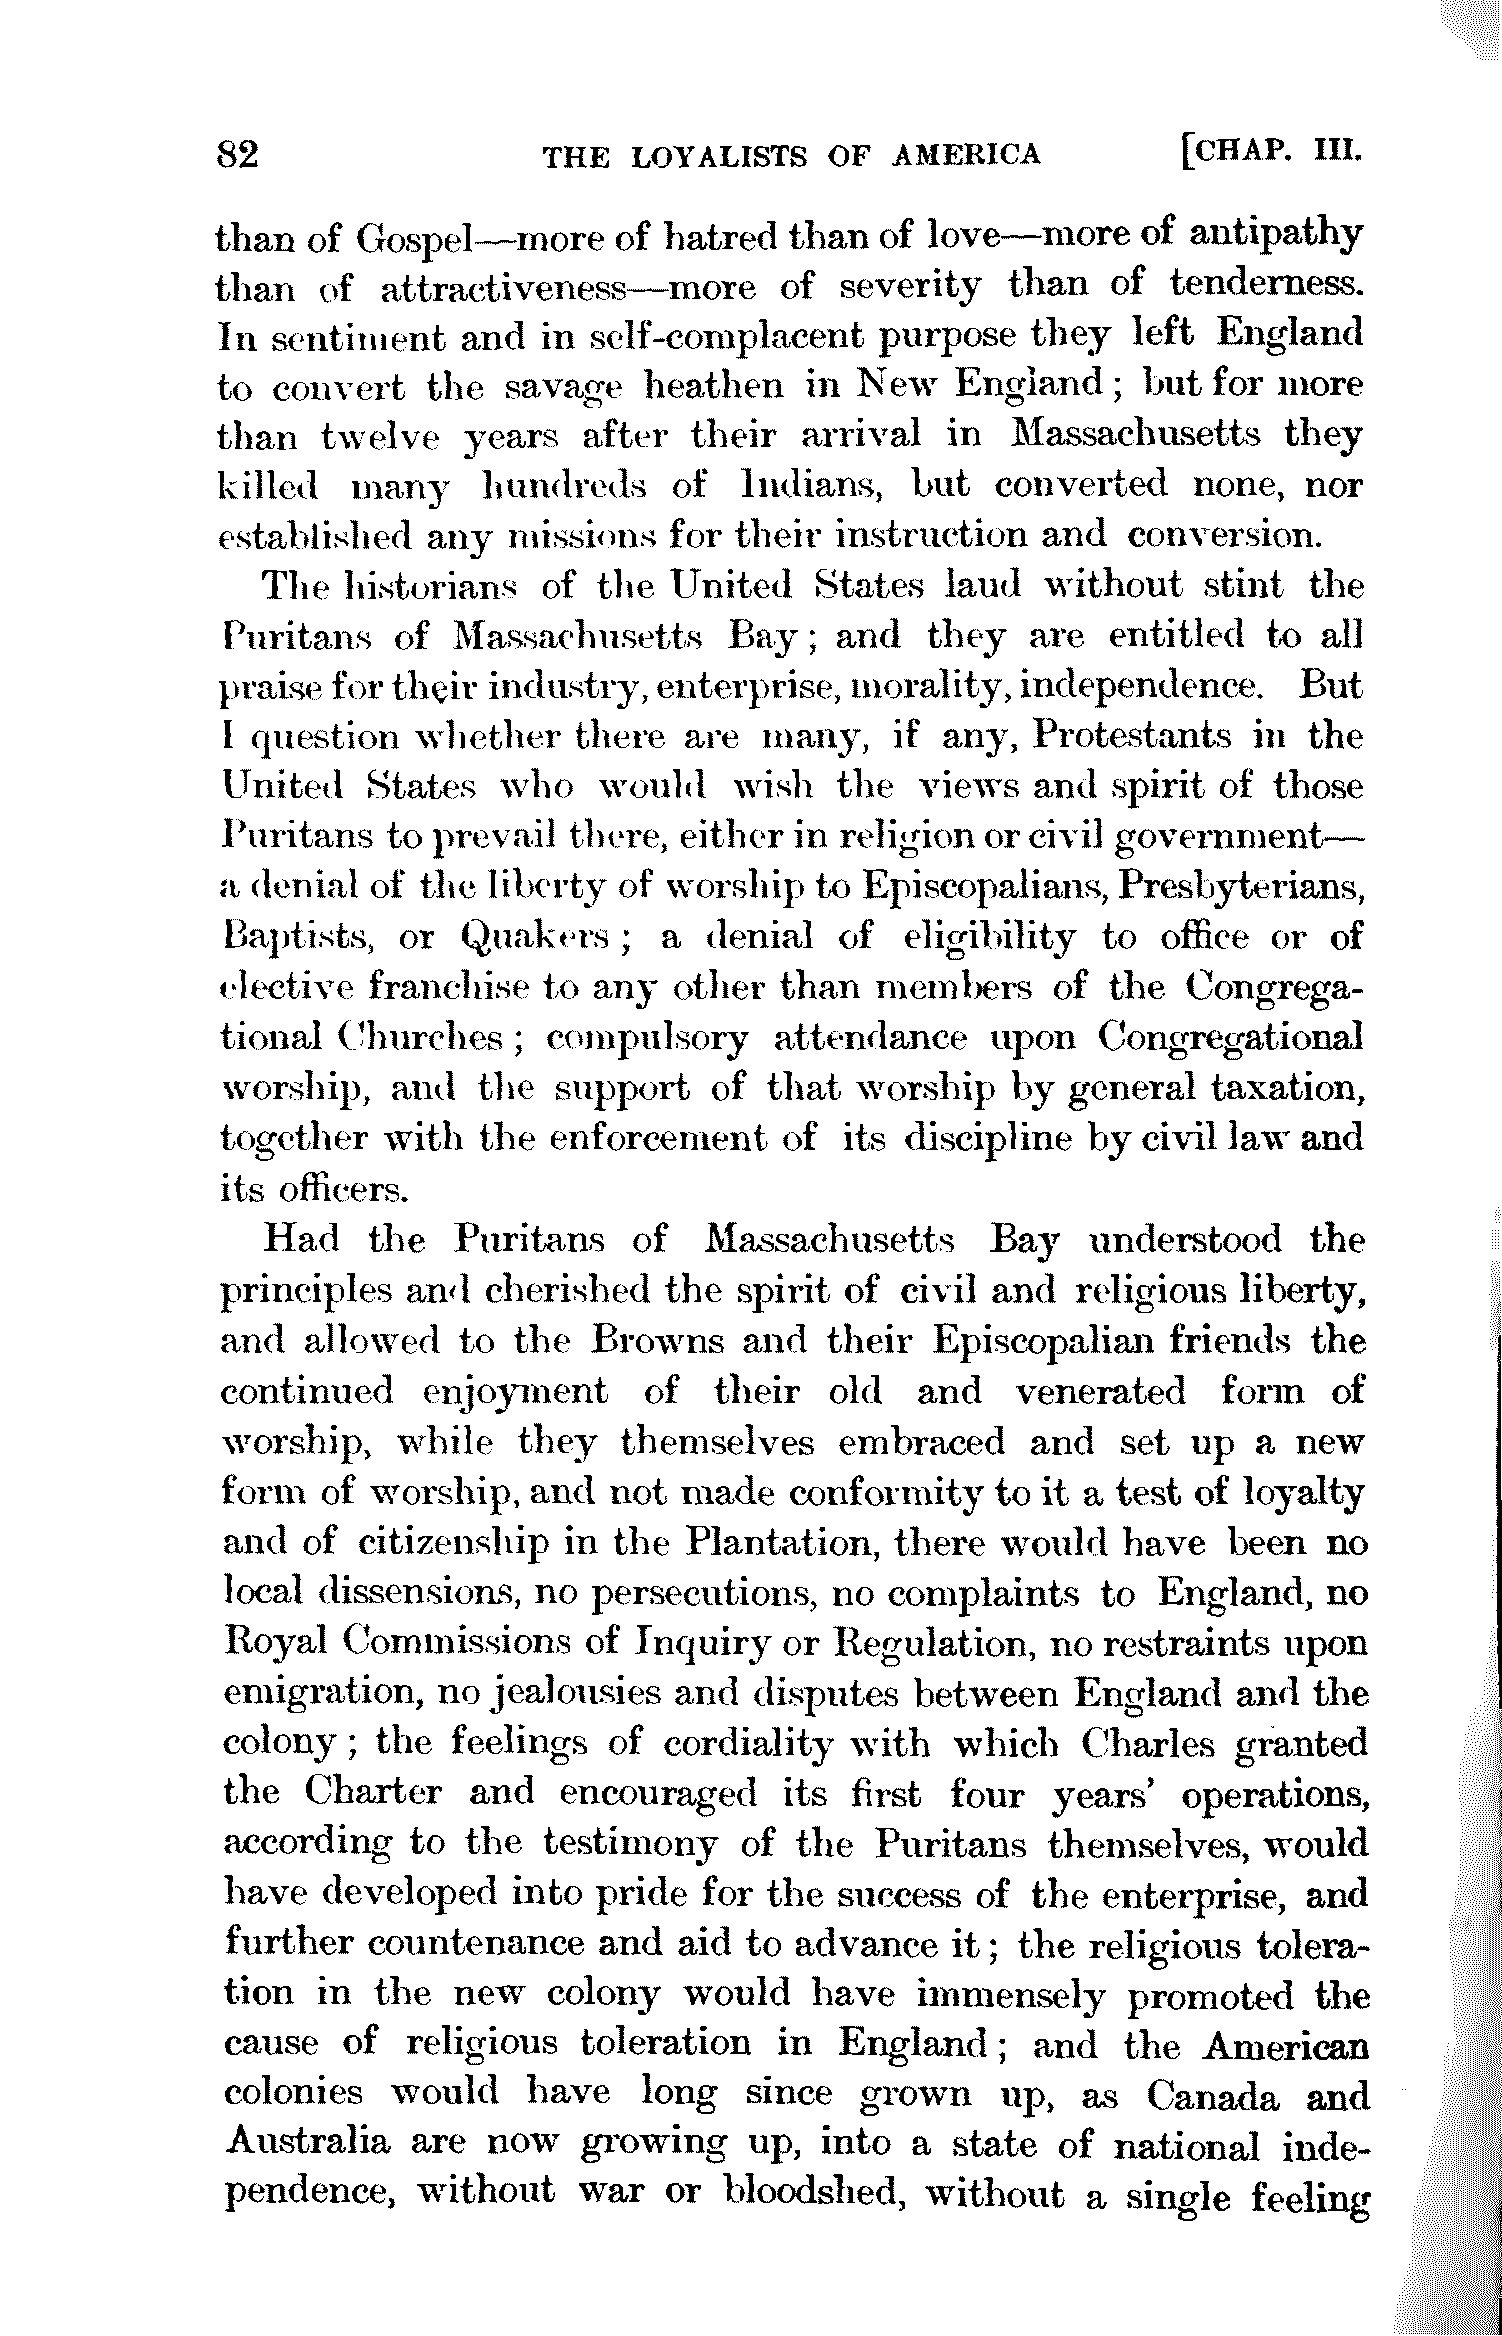 82 THE LOYALISTS OF AMERICA [CHAP. III.
than of Gospel—more of hatred than of love—more of antipathy
than of attractiveness—more of severity than of tenderness.
In sentiment and in self-complacent purpose they left England
to convert the savage heathen in New England; but for more
than twelve years after their arrival in Massachusetts they
killed many hundreds of Indians, but converted none, nor
established any missions for their instruction and conversion.
The historians of the United States laud without stint the
Puritans of Massachusetts Bay; and they are entitled to all
praise for their industry, enterprise, morality, independence. But
I question whether there are many, if any, Protestants in the
United States who would wish the views and spirit of those
Puritans to prevail there, either in religion or civil government—
a denial of the liberty of worship to Episcopalians, Presbyterians,
Baptists, or Quakers; a denial of eligibility to office or of
elective franchise to any other than members of the Congrega-
tional Churches; compulsory attendance upon Congregational
worship, and the support of that worship by general taxation,
together with the enforcement of its discipline by civil law and
its officers.
Had the Puritans of Massachusetts Bay understood the
principles and cherished the spirit of civil and religious liberty,
and allowed to the Browns and their Episcopalian friends the
continued enjoyment of their old and venerated form of
worship, while they themselves embraced and set up a new
form of worship, and not made conformity to it a test of loyalty
and of citizenship in the Plantation, there would have been no
local dissensions, no persecutions, no complaints to England, no
Royal Commissions of Inquiry or Regulation, no restraints upon
emigration, no jealousies and disputes between England and the
colony; the feelings of cordiality with which Charles granted
the Charter and encouraged its first four years' operations,
according to the testimony of the Puritans themselves, would
have developed into pride for the success of the enterprise, and
further countenance and aid to advance it; the religious tolera-
tion in the new colony would have immensely promoted the
cause of religious toleration in England; and the American
colonies would have long since grown up, as Canada and
Australia are now growing up, into a state of national inde-
pendence, without war or bloodshed, without a single feeling